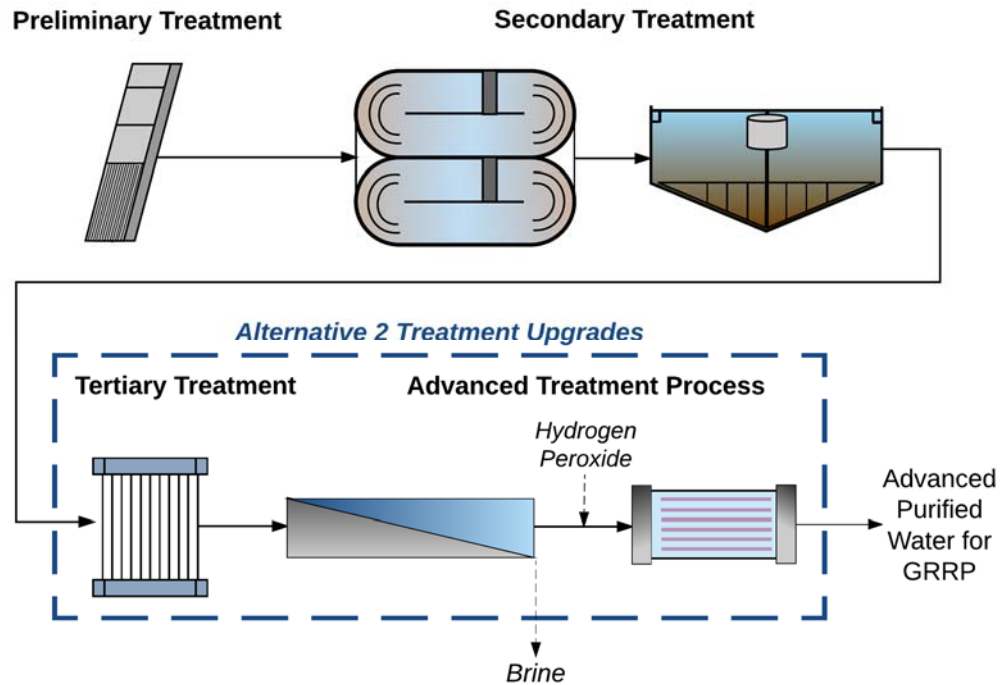 Preliminary Treatment
Secondary Treatment
Alternative 2 Treatment Upgrades
Tertiary Treatment
Advanced Treatment Process
Hydrogen
Peroxide
Advanced
Purified
Water for
GRRP
Brine